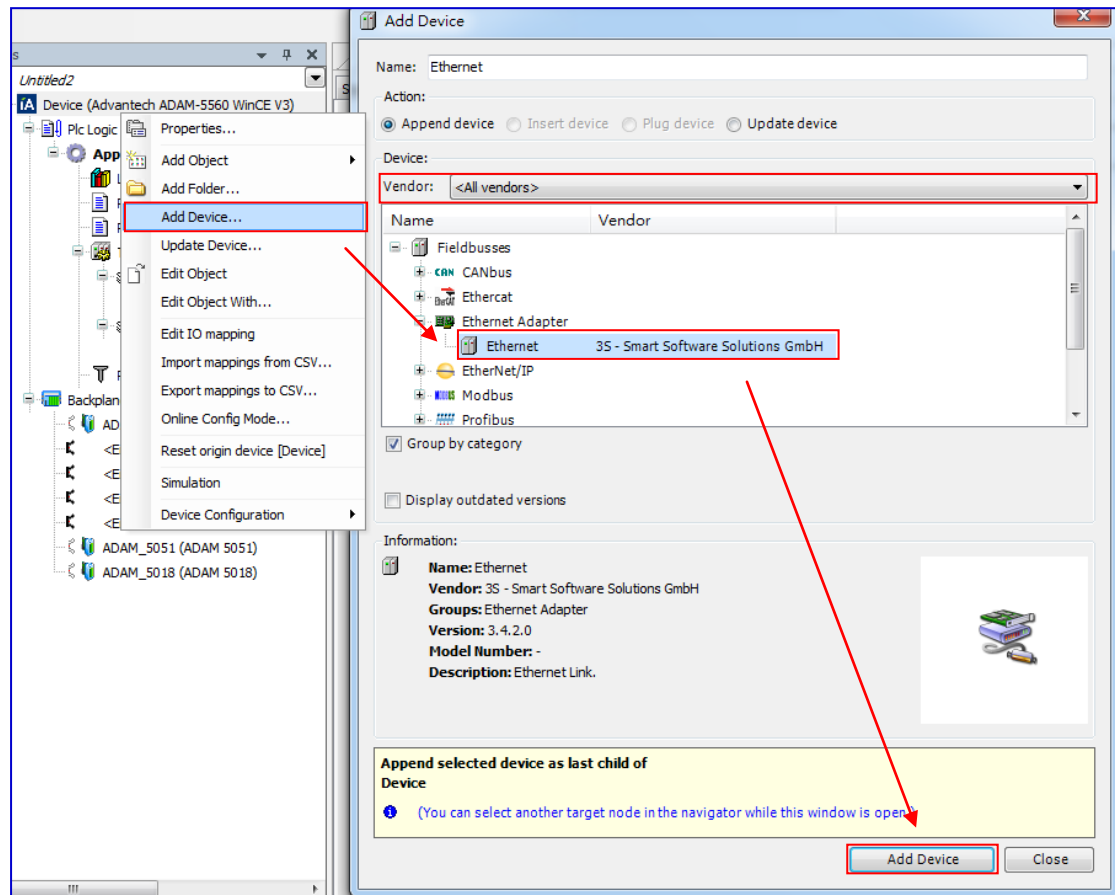 Untitled2
Device (Advantech ADAM-5560 WinCE V3)
Plc Logic
App
Backplan
AD
<E
<E
<E
<E
ADAM_5051 (ADAM 5051)
ADAM_5018 (ADAM 5018)
Properties...
Add Object
Add Folder...
Add Device...
Update Device...
Edit Object
Edit Object With...
Edit IO mapping
Import mappings from CSV...
Export mappings to CSV...
Online Config Mode...
Reset origin device [Device]
Simulation
Device Configuration
Add Device
Name: Ethernet
Action:
Append device Insert device Plug device Update device
Device:
Vendor: <All vendors>
Name Vendor
Fieldbusses
CAN CANbus
Ethercat
Ethernet Adapter
Ethernet 3S - Smart Software Solutions GmbH
EtherNet/IP
Modbus
Profibus
Group by category
Display outdated versions
Information:
Name: Ethernet
Vendor: 3S - Smart Software Solutions GmbH
Groups: Ethernet Adapter
Version: 3.4.2.0
Model Number: -
Description: Ethernet Link.
Append selected device as last child of
Device
(You can select another target node in the navigator while this window is open.)
Add Device Close